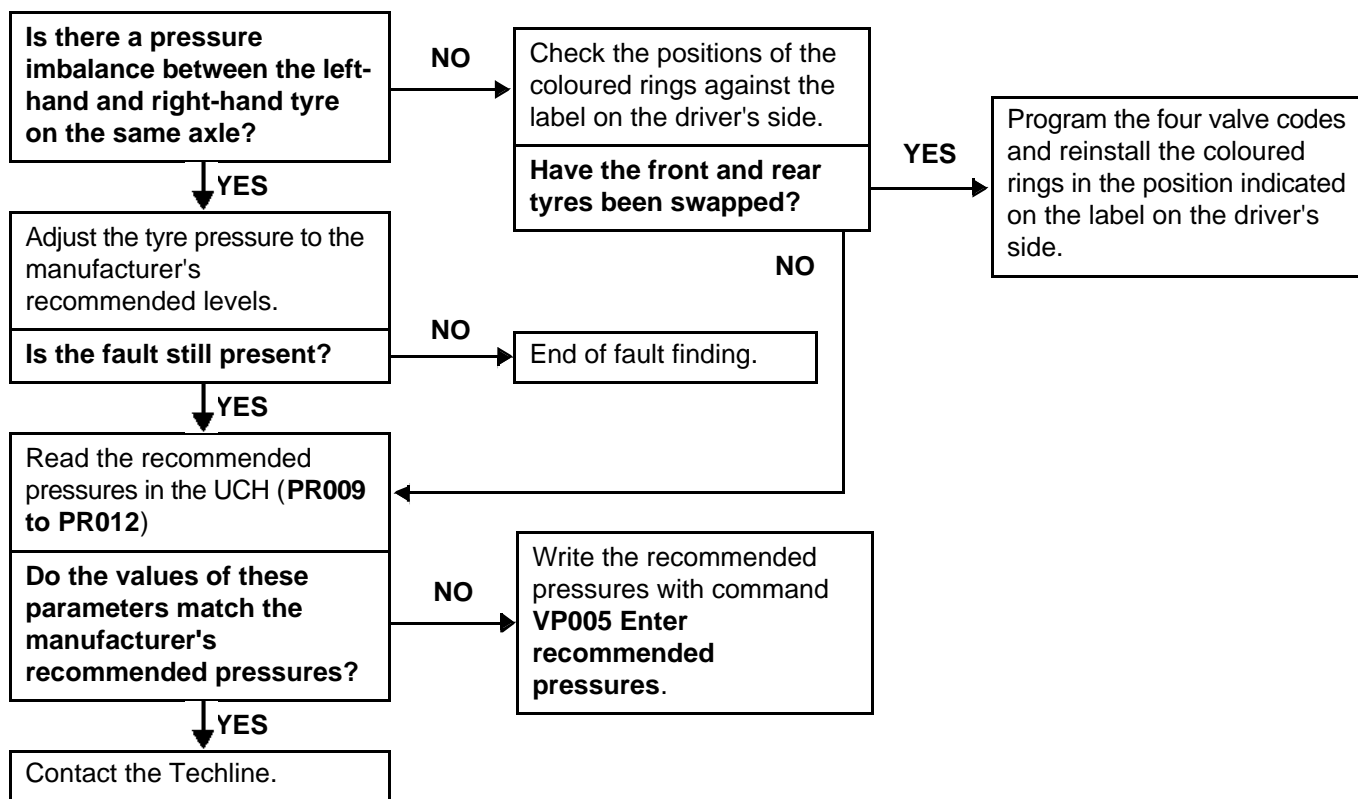 Is there a pressure
imbalance between the left-
hand and right-hand tyre
on the same axle?
NO
Check the positions of the
coloured rings against the
label on the driver's side.
Have the front and rear
tyres been swapped?
YES
Program the four valve codes
and reinstall the coloured
rings in the position indicated
on the label on the driver's
side.
YES
NO
Adjust the tyre pressure to the
manufacturer's
recommended levels.
Is the fault still present?
NO
End of fault finding.
YES
Read the recommended
pressures in the UCH (PR009
to PR012)
Do the values of these
parameters match the
manufacturer's
recommended pressures?
NO
Write the recommended
pressures with command
VP005 Enter
recommended
pressures.
YES
Contact the Techline.